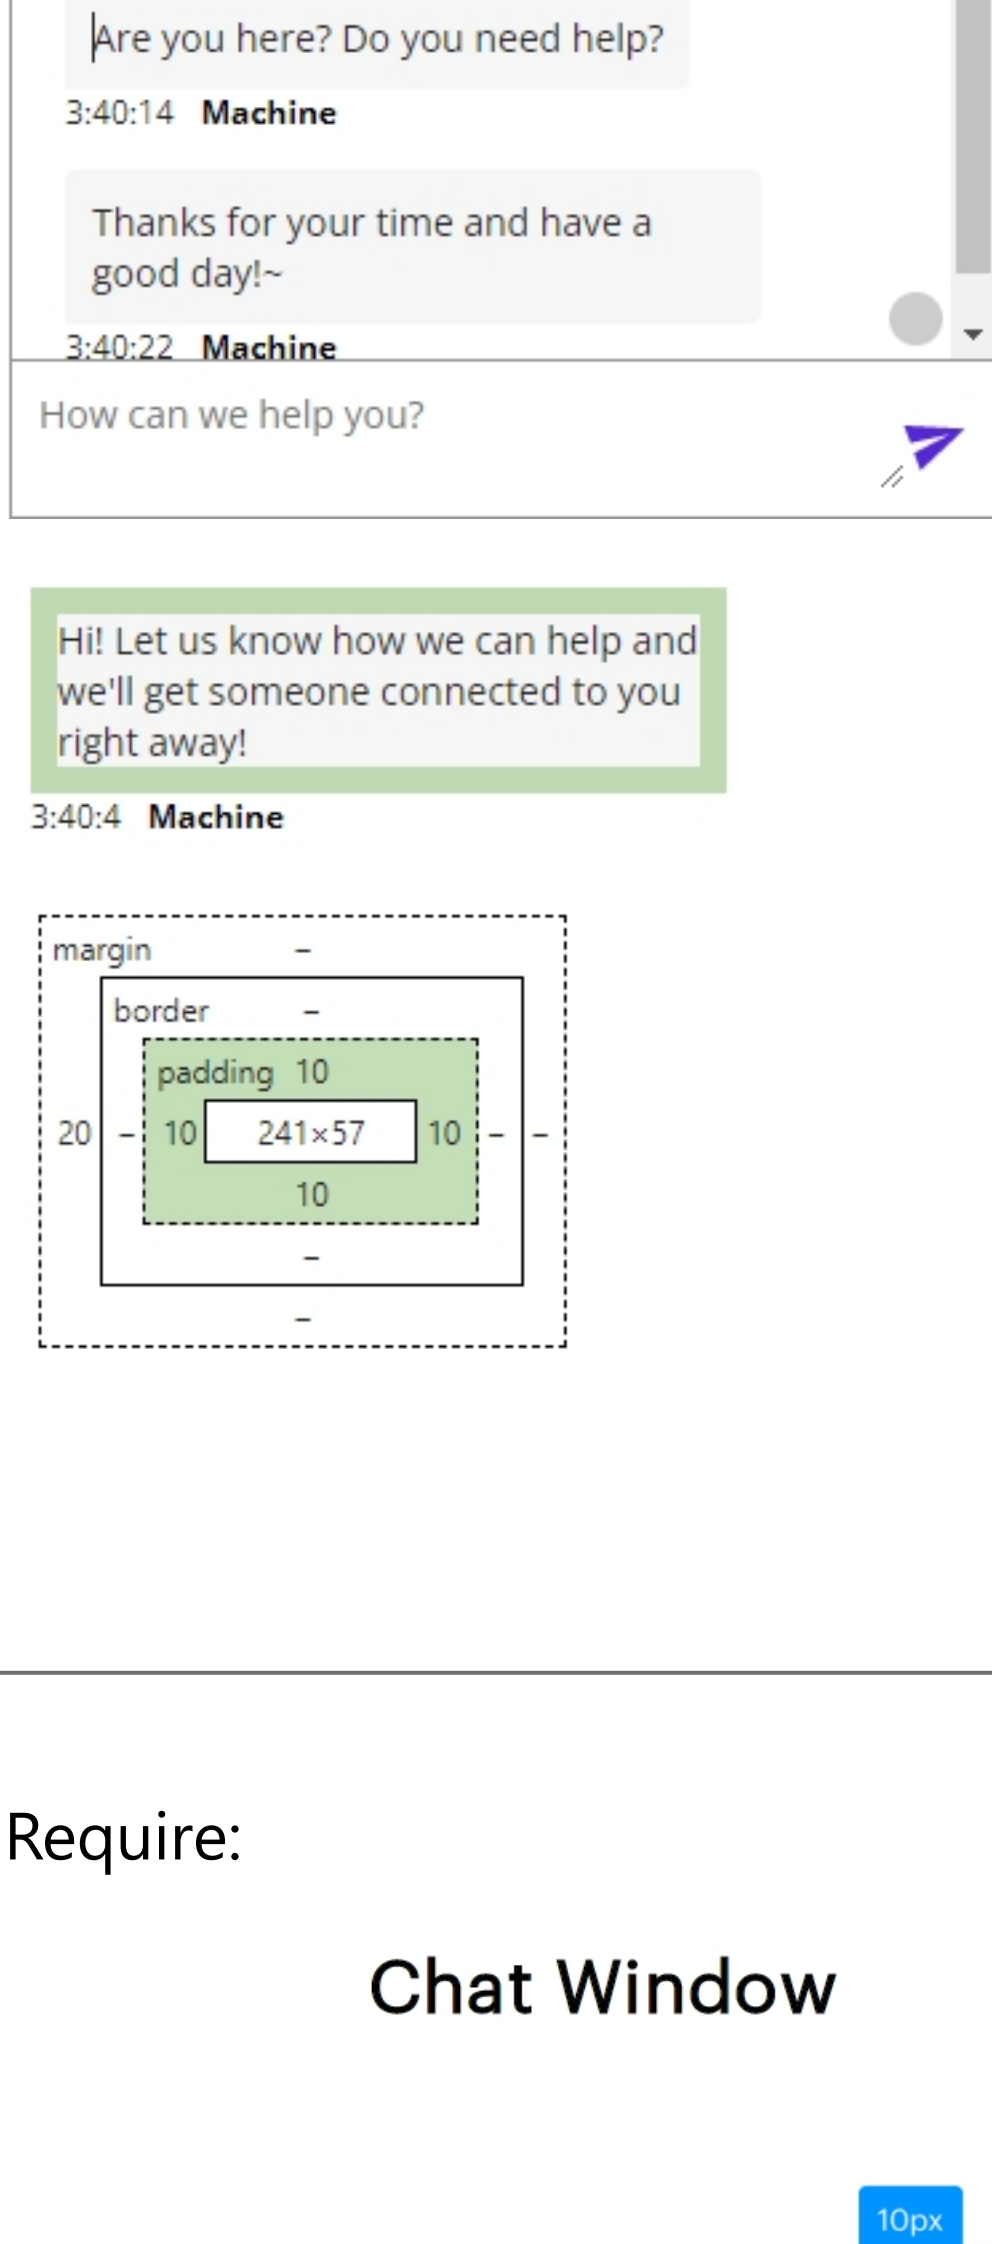 Are you here? Do you need help?
3:40:14 Machine
Thanks for your time and have a
good day!~
3:40:22 Machine
How can we help you?
Hi! Let us know how we can help and
we'll get someone connected to you
right away!
3:40:4 Machine
margin –
border –
padding 10
20 – 10 241×57 10 – –
10
–
–
Require:
Chat Window
10px